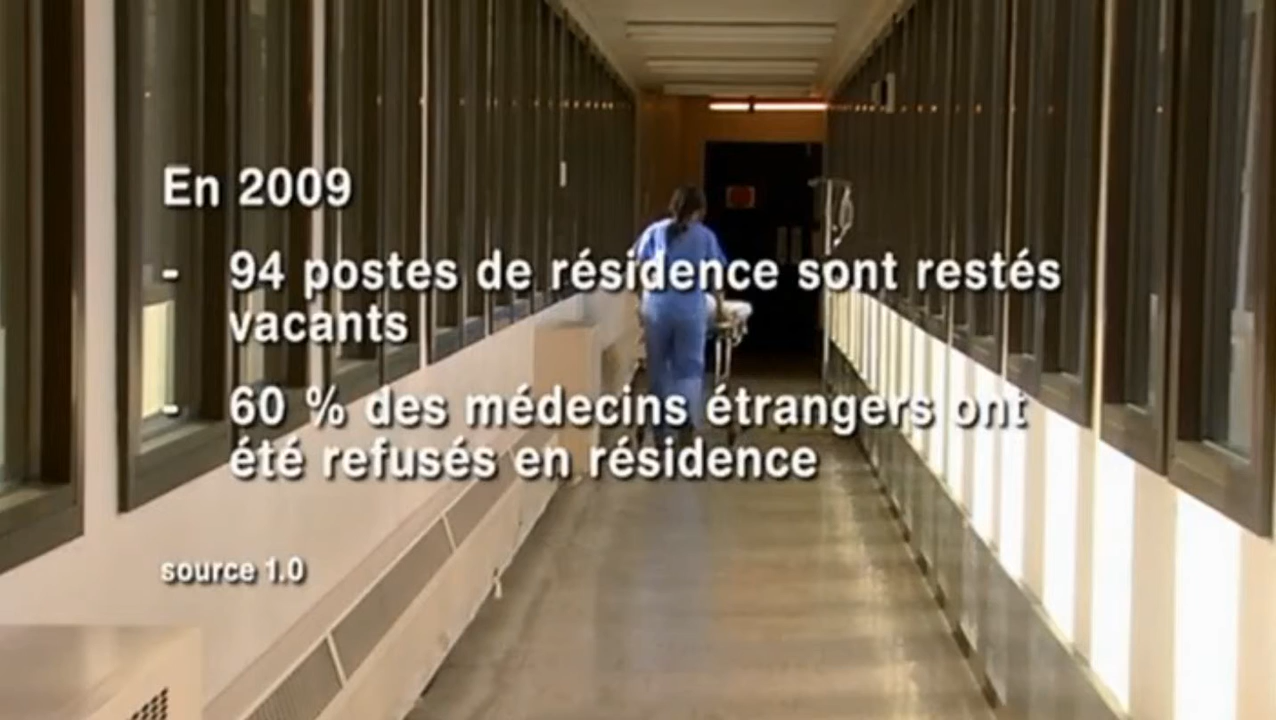 En 2009
- 94 postes de résidence sont restés
vacants
- 60 % des médecins étrangers ont
été refusés en résidence
source 1.0